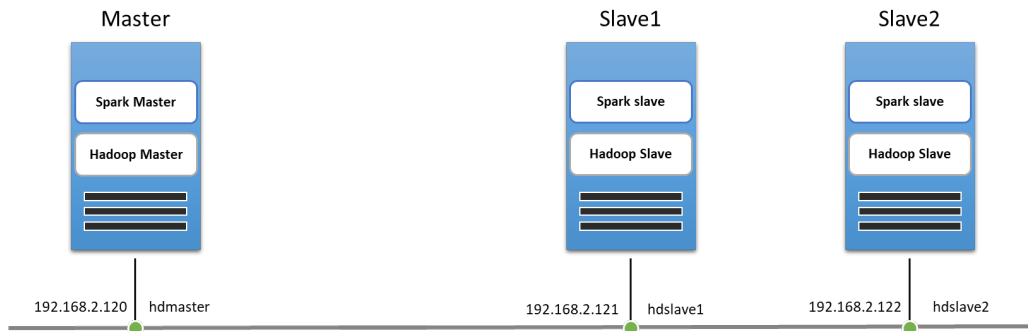 Master
Spark Master
Hadoop Master
192.168.2.120 hdmaster
Slave1
Spark slave
Hadoop Slave
192.168.2.121 hdslave1
Slave2
Spark slave
Hadoop Slave
192.168.2.122 hdslave2